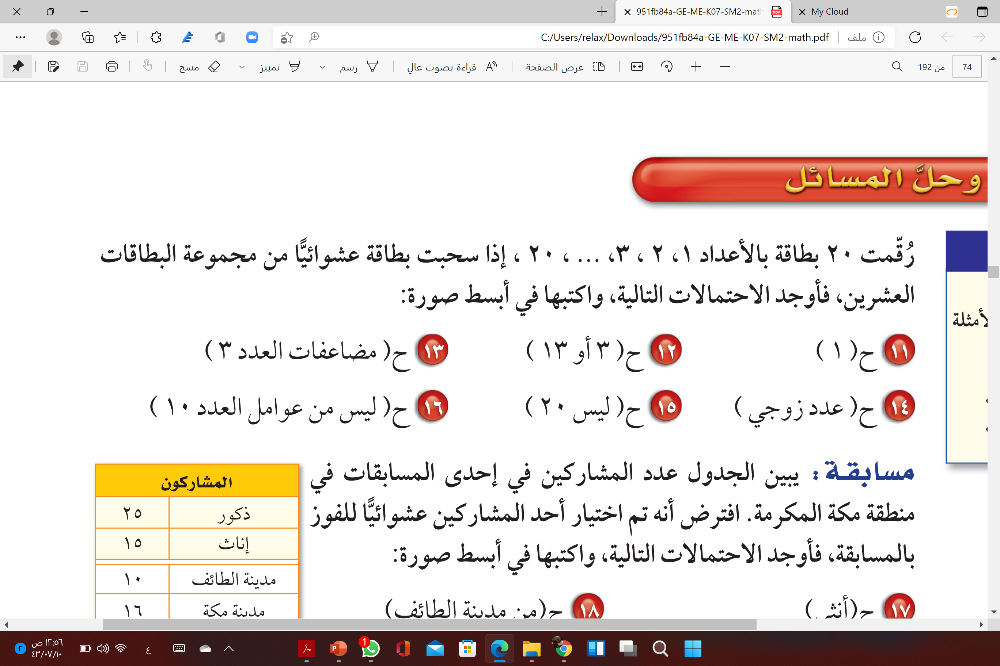 951fb84a-GE-ME-K07-SM2-mat
My Cloud
ملف
C:/Users/relax/Downloads/951fb84a-GE-ME-K07-SM2-math.pdf
74
من 192
عرض الصفحة
قراءة بصوت عالٍ
رسم
تمييز
مسح
وحلَّ المسائل
رُقّمت ٢٠ بطاقة بالأعداد ١، ٢ ، ٣، ... ، ٢٠ ، إذا سحبت بطاقة عشوائيًّا من مجموعة البطاقات
العشرين، فأوجد الاحتمالات التالية، واكتبها في أبسط صورة:
لأمثلة
١١ ح( ١ )
١٢ ح( ٣ أو ١٣ )
١٣ ح( مضاعفات العدد ٣ )
١٤ ح( عدد زوجي )
١٥ ح( ليس ٢٠ )
١٦ ح( ليس من عوامل العدد ١٠ )
مسابقة: يبين الجدول عدد المشاركين في إحدى المسابقات في
منطقة مكة المكرمة. افترض أنه تم اختيار أحد المشاركين عشوائيًّا للفوز
بالمسابقة، فأوجد الاحتمالات التالية، واكتبها في أبسط صورة:
١٧ ح(أنثى)
١٨ ح(من مدينة الطائف)
المشاركون
ذكور ٢٥
إناث ١٥
مدينة الطائف ١٠
مدينة مكة ١٦
1
ع
١٢:٥٦ ص
٤٣/٠٧/١٠
٢